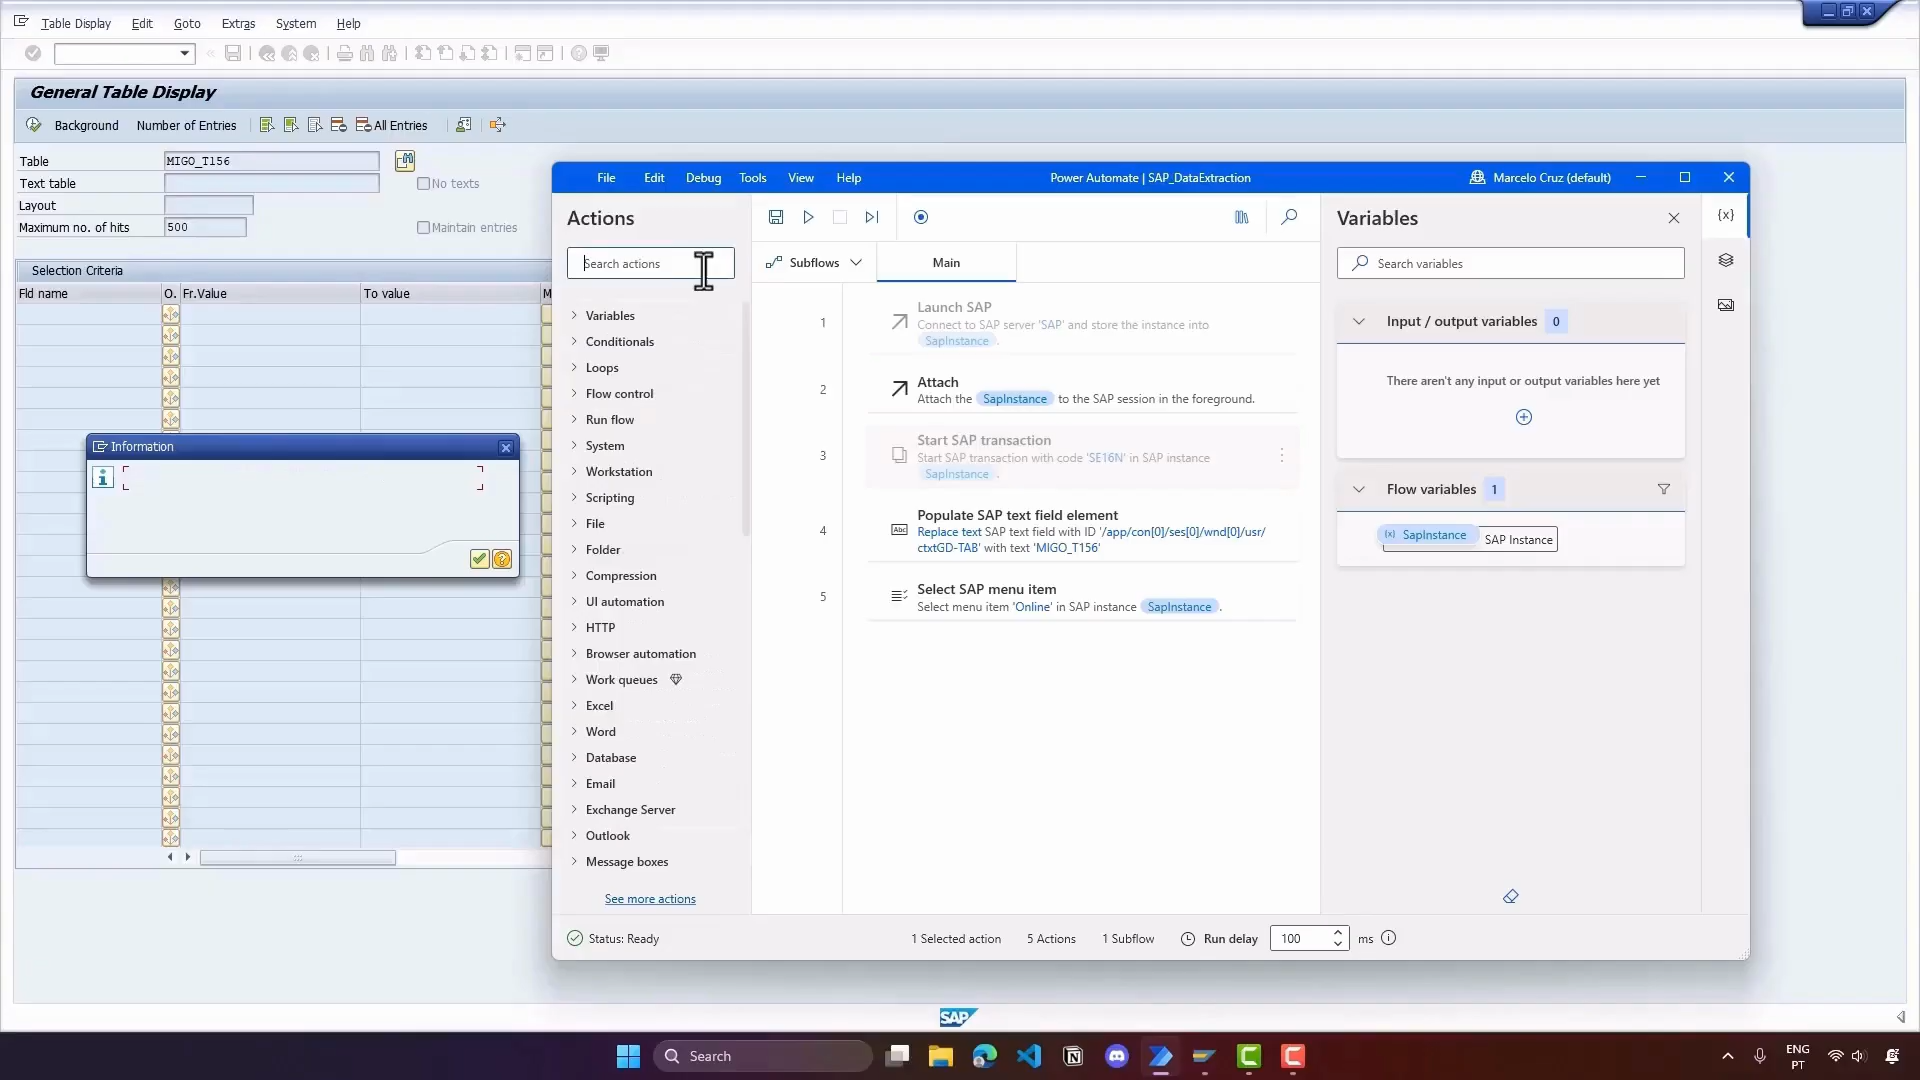 Table Display Edit Goto Extras System Help
General Table Display
Background Number of Entries All Entries
Table MIGO_T156
Text table No texts
Layout
Maximum no. of hits 500 Maintain entries
Selection Criteria
Fld name O. Fr.Value To value M
Information
File Edit Debug Tools View Help Power Automate | SAP_DataExtraction Marcelo Cruz (default)
Actions
Search actions
Variables
Conditionals
Loops
Flow control
Run flow
System
Workstation
Scripting
File
Folder
Compression
UI automation
HTTP
Browser automation
Work queues
Excel
Word
Database
Email
Exchange Server
Outlook
Message boxes
See more actions
Subflows Main
1 Launch SAP
Connect to SAP server 'SAP' and store the instance into
SapInstance .
2 Attach
Attach the SapInstance to the SAP session in the foreground.
3 Start SAP transaction
Start SAP transaction with code 'SE16N' in SAP instance
SapInstance .
4 Populate SAP text field element
Abc Replace text SAP text field with ID '/app/con[0]/ses[0]/wnd[0]/usr/
ctxtGD-TAB' with text 'MIGO_T156'
5 Select SAP menu item
Select menu item 'Online' in SAP instance SapInstance .
Variables
{x}
Search variables
Input / output variables 0
There aren't any input or output variables here yet
Flow variables 1
(x) SapInstance SAP Instance
Status: Ready 1 Selected action 5 Actions 1 Subflow Run delay 100 ms
SAP
Search
ENG
PT